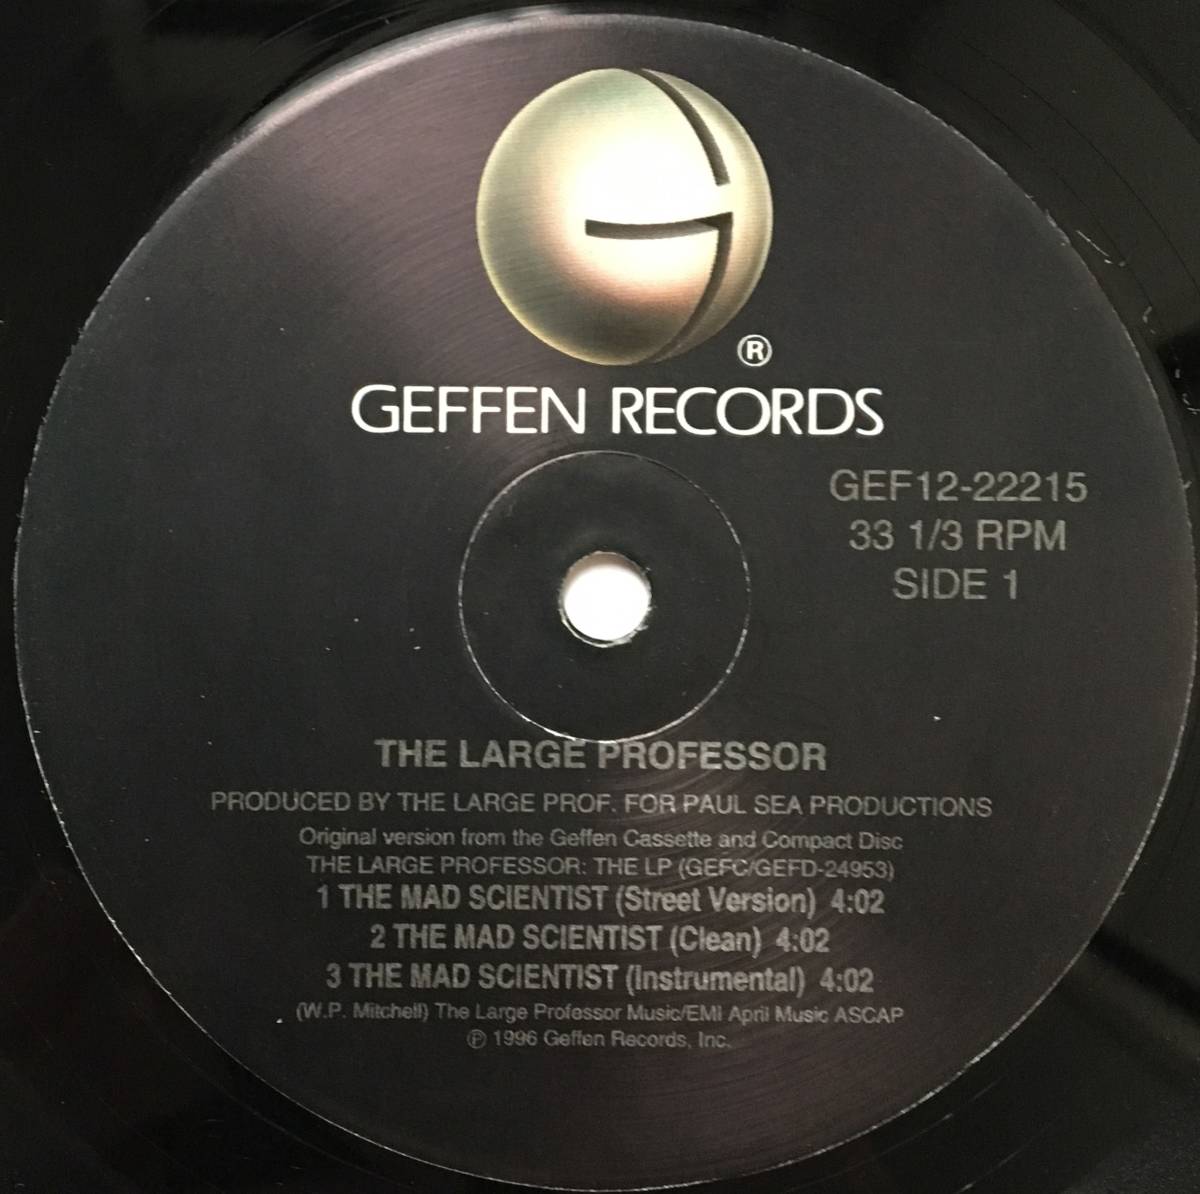 ®
GEFFEN RECORDS
GEF12-22215
33 1/3 RPM
SIDE 1
THE LARGE PROFESSOR
PRODUCED BY THE LARGE PROF. FOR PAUL SEA PRODUCTIONS
Original version from the Geffen Cassette and Compact Disc
THE LARGE PROFESSOR: THE LP (GEFC/GEFD-24953)
1 THE MAD SCIENTIST (Street Version) 4:02
2 THE MAD SCIENTIST (Clean) 4:02
3 THE MAD SCIENTIST (Instrumental) 4:02
(W.P. Mitchell) The Large Professor Music/EMI April Music ASCAP
℗ 1996 Geffen Records, Inc.